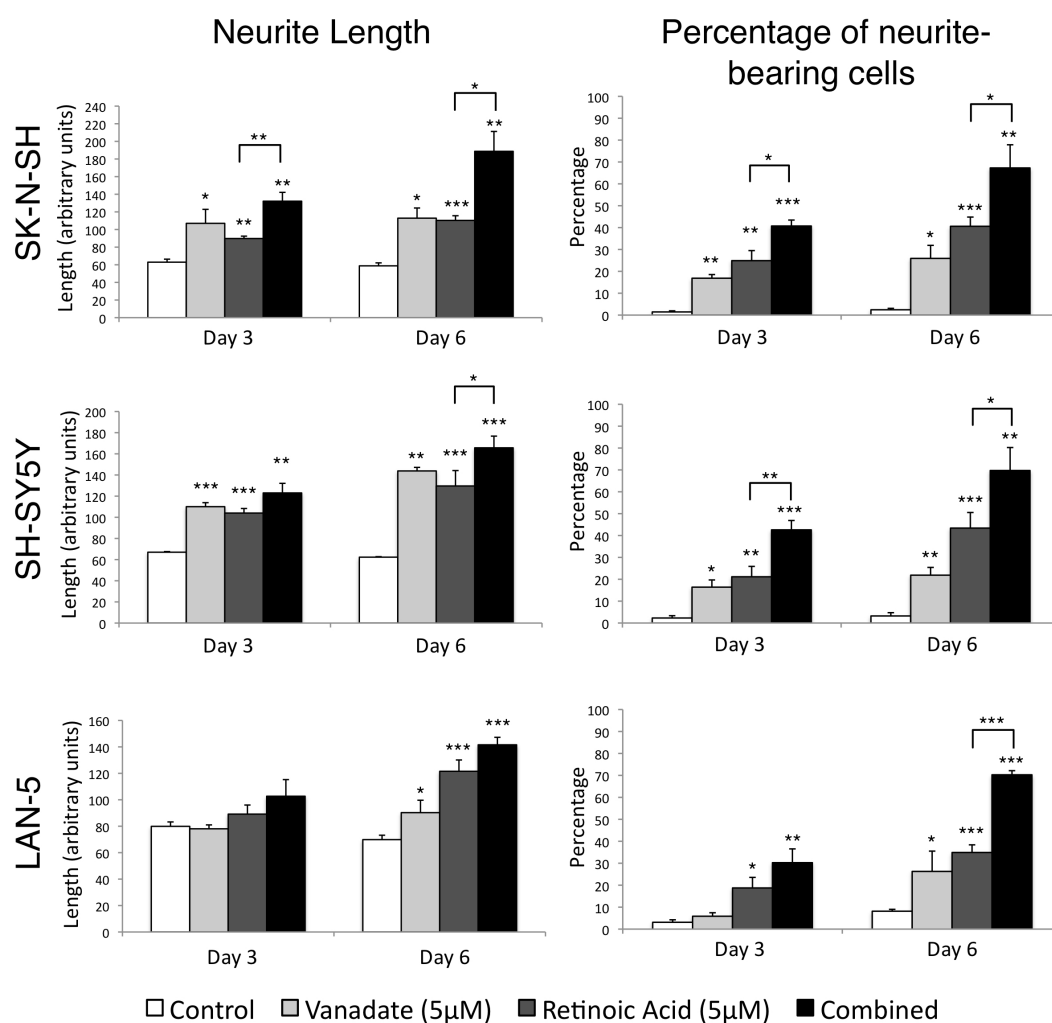 Neurite Length
Percentage of neurite-
bearing cells
SK-N-SH
Length (arbitrary units)
240
220
200
180
160
140
120
100
80
60
40
20
0
* ** ** **
* *** ** *
Day 3 Day 6
Percentage
100
90
80
70
60
50
40
30
20
10
0
** ** *** *
* *** ** *
Day 3 Day 6
SH-SY5Y
Length (arbitrary units)
200
180
160
140
120
100
80
60
40
20
0
*** *** **
** *** *** *
Day 3 Day 6
Percentage
100
90
80
70
60
50
40
30
20
10
0
* ** *** **
** *** ** *
Day 3 Day 6
LAN-5
Length (arbitrary units)
160
140
120
100
80
60
40
20
0
* *** ***
Day 3 Day 6
Percentage
100
90
80
70
60
50
40
30
20
10
0
* **
* *** *** ***
Day 3 Day 6
Control Vanadate (5μM) Retinoic Acid (5μM) Combined